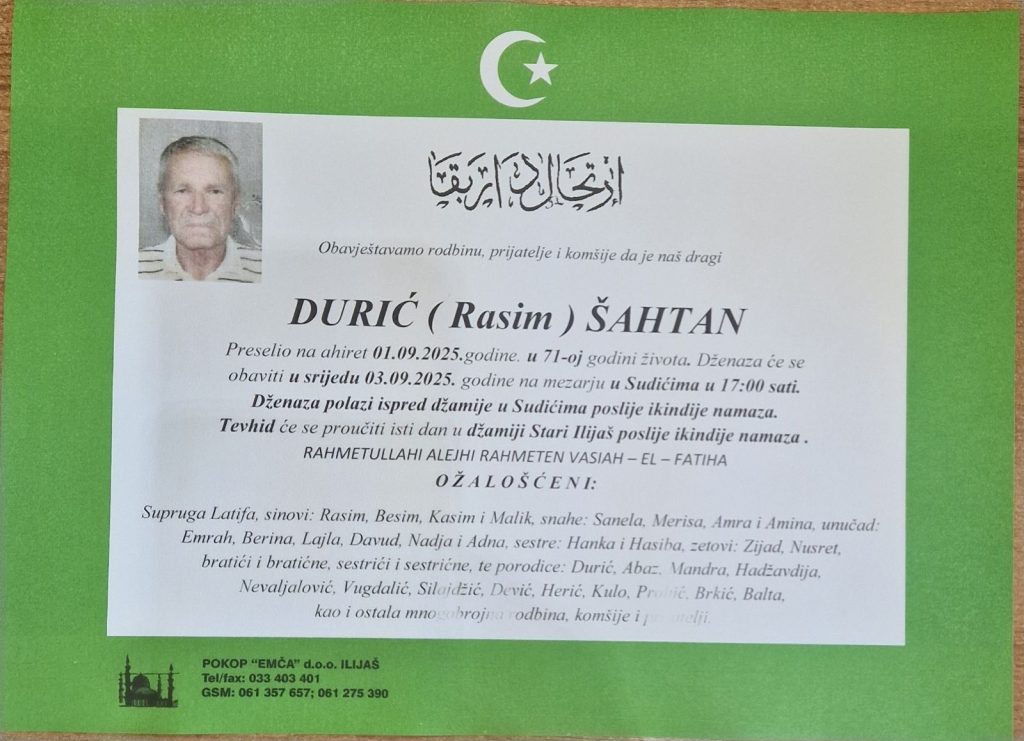 إرتحال دار بقا
Obavještavamo rodbinu, prijatelje i komšije da je naš dragi
DURIĆ ( Rasim ) ŠAHTAN
Preselio na ahiret 01.09.2025.godine. u 71-oj godini života. Dženaza će se
obaviti u srijedu 03.09.2025. godine na mezarju u Sudićima u 17:00 sati.
Dženaza polazi ispred džamije u Sudićima poslije ikindije namaza.
Tevhid će se proučiti isti dan u džamiji Stari Ilijaš poslije ikindije namaza .
RAHMETULLAHI ALEJHI RAHMETEN VASIAH – EL – FATIHA
O Ž A L O Š Ć E N I:
Supruga Latifa, sinovi: Rasim, Besim, Kasim i Malik, snahe: Sanela, Merisa, Amra i Amina, unučad:
Emrah, Berina, Lajla, Davud, Nadja i Adna, sestre: Hanka i Hasiba, zetovi: Zijad, Nusret,
bratići i bratične, sestrići i sestrične, te porodice: Durić, Abaz, Mandra, Hadžavdija,
Nevaljalović, Vugdalić, Silajdžić, Dević, Herić, Kulo, Brkić, Balta,
kao i ostala mnogobrojna rodbina, komšije i prijatelji.
POKOP “EMČA” d.o.o. ILIJAŠ
Tel/fax: 033 403 401
GSM: 061 357 657; 061 275 390